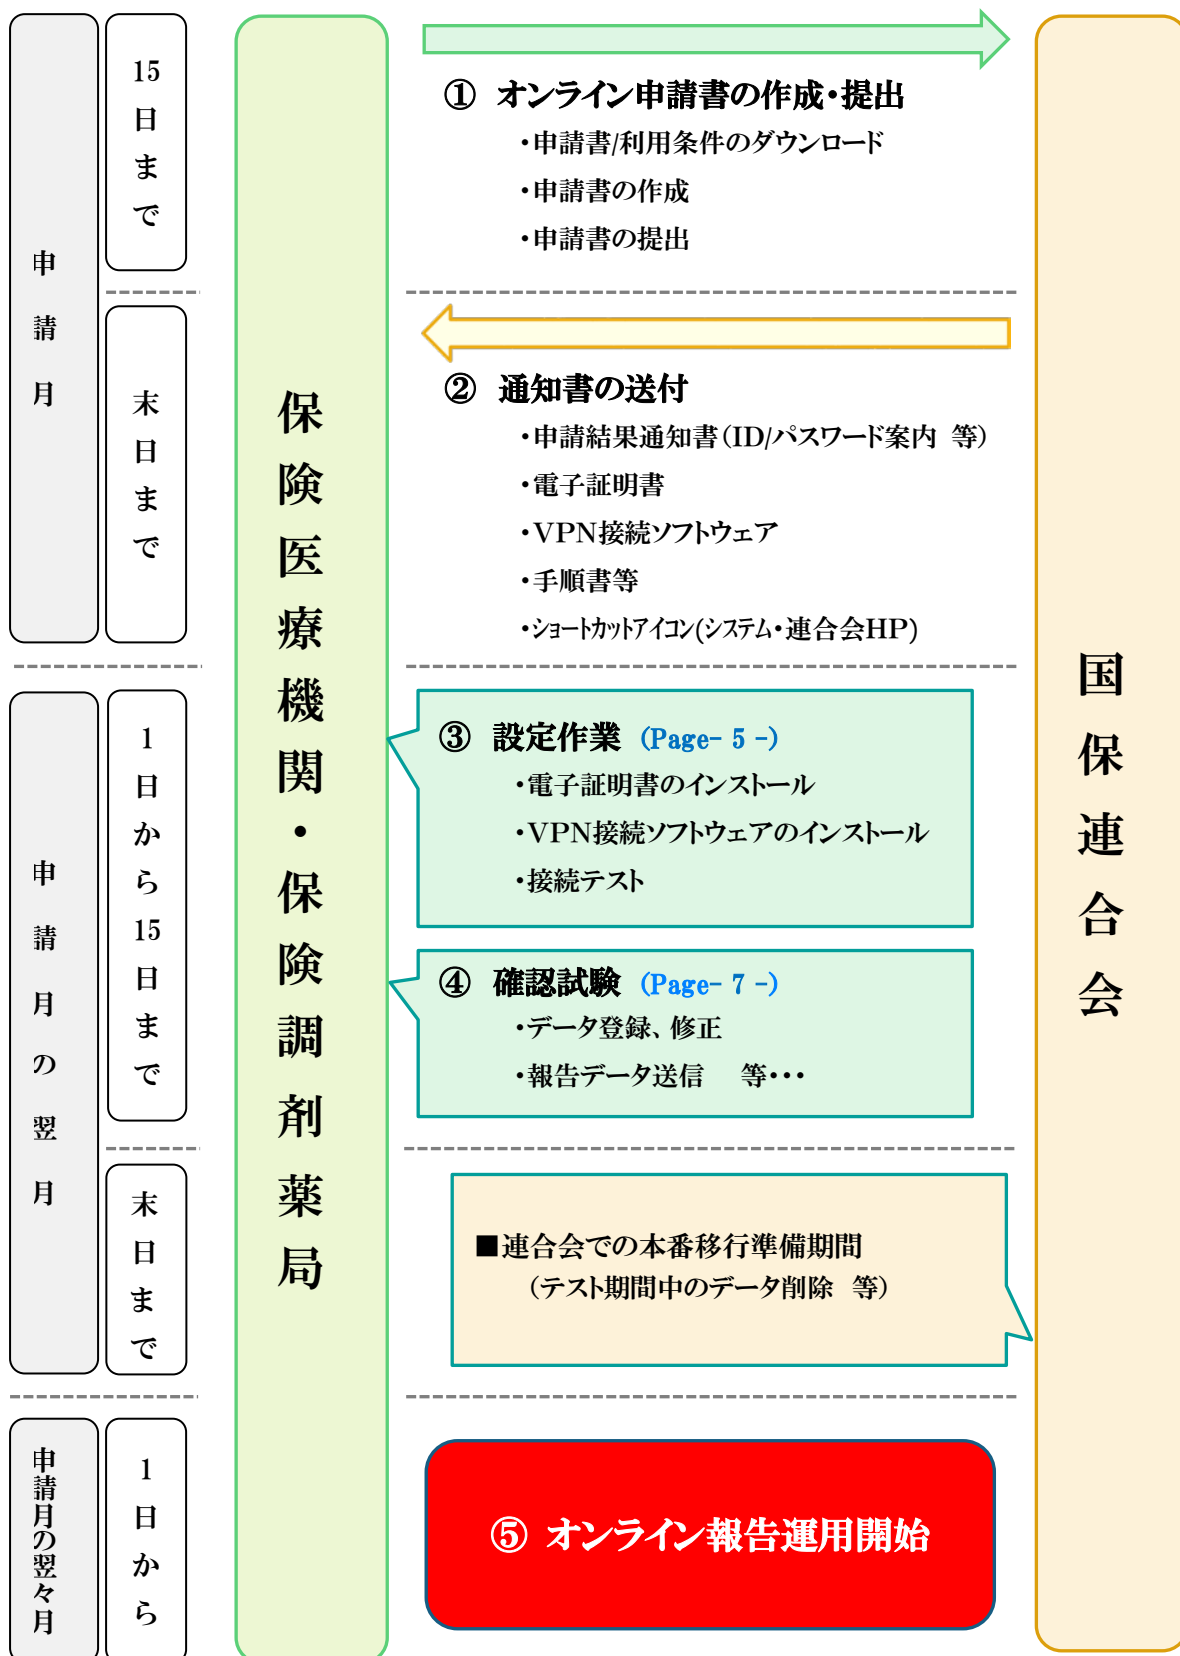 申請月
15日まで
① オンライン申請書の作成・提出
・申請書/利用条件のダウンロード
・申請書の作成
・申請書の提出
末日まで
② 通知書の送付
・申請結果通知書(ID/パスワード案内 等)
・電子証明書
・VPN接続ソフトウェア
・手順書等
・ショートカットアイコン(システム・連合会HP)
保険医療機関・保険調剤薬局
国保連合会
申請月の翌月
1日から15日まで
③ 設定作業 (Page- 5 -)
・電子証明書のインストール
・VPN接続ソフトウェアのインストール
・接続テスト
④ 確認試験 (Page- 7 -)
・データ登録、修正
・報告データ送信 等・・・
末日まで
■連合会での本番移行準備期間
(テスト期間中のデータ削除 等)
申請月の翌々月
1日から
⑤ オンライン報告運用開始